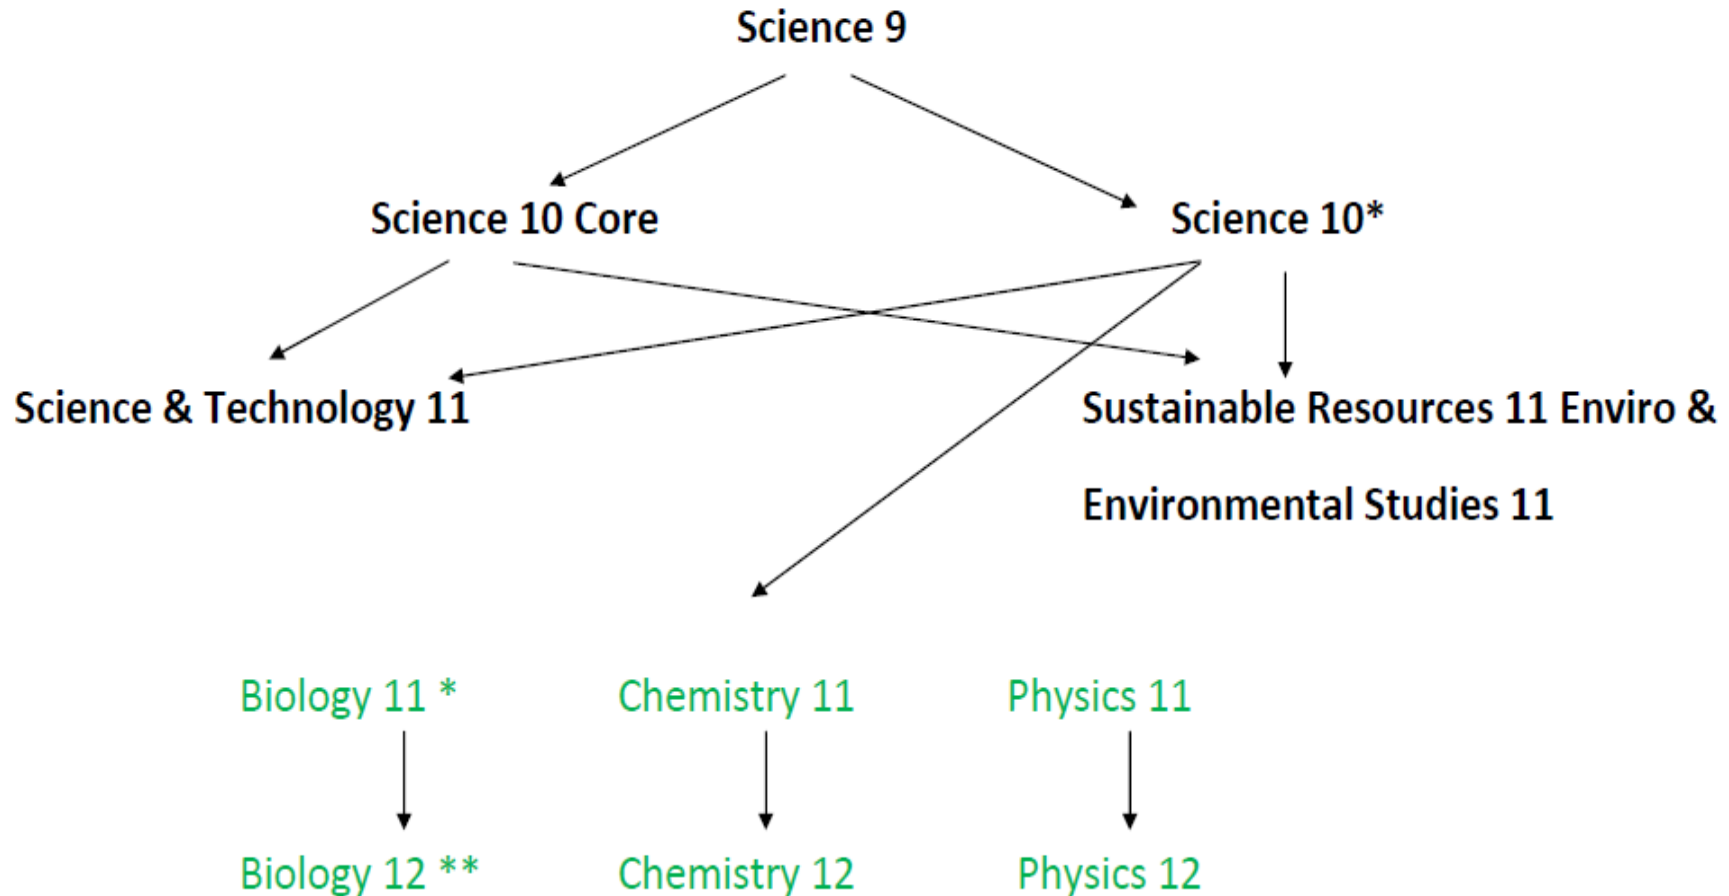 Science 9
Science 10 Core
Science 10*
Science & Technology 11
Sustainable Resources 11 Enviro &
Environmental Studies 11
Biology 11 *
Chemistry 11
Physics 11
Biology 12 **
Chemistry 12
Physics 12